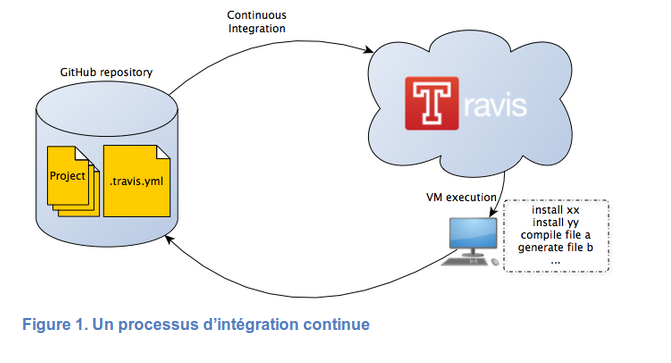 Continuous
Integration
GitHub repository
Travis
Project
.travis.yml
VM execution
install xx
install yy
compile file a
generate file b
...
Figure 1. Un processus d’intégration continue